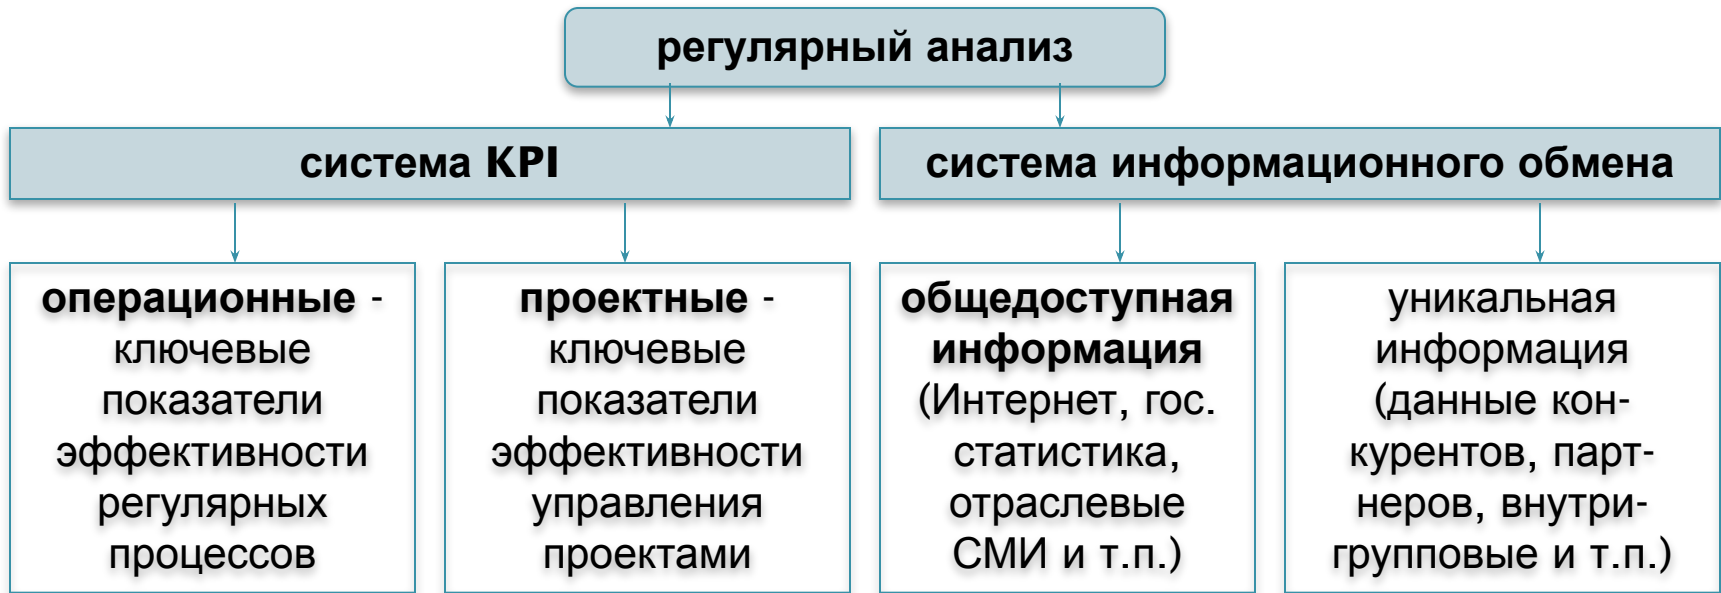 регулярный анализ
система KPI
система информационного обмена
операционные -
ключевые
показатели
эффективности
регулярных
процессов
проектные -
ключевые
показатели
эффективности
управления
проектами
общедоступная
информация
(Интернет, гос.
статистика,
отраслевые
СМИ и т.п.)
уникальная
информация
(данные кон-
курентов, парт-
неров, внутри-
групповые и т.п.)